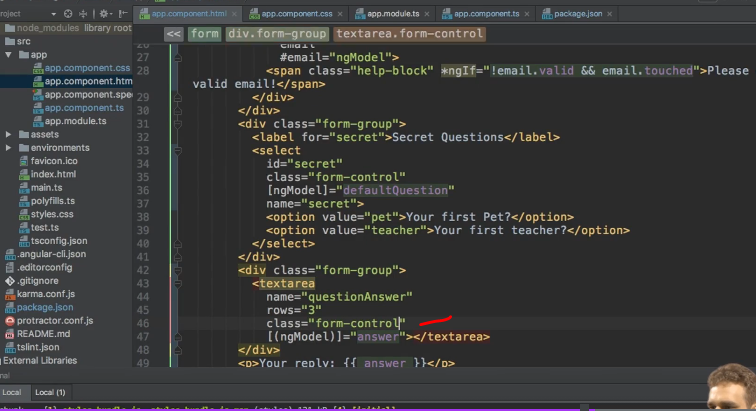 roject
app.component.html
app.component.css
app.module.ts
app.component.ts
package.json
node_modules library root
<<
form
div.form-group
textarea.form-control
src
app
app.component.css
app.component.htm
app.component.spe
app.component.ts
app.module.ts
assets
environments
favicon.ico
index.html
main.ts
polyfills.ts
styles.css
test.ts
tsconfig.json
.angular-cli.json
.editorconfig
.gitignore
karma.conf.js
package.json
protractor.conf.js
README.md
tslint.json
External Libraries
26 email
27 #email="ngModel">
28 <span class="help-block" *ngIf="!email.valid && email.touched">Please
valid email!</span>
29 </div>
30 </div>
31 <div class="form-group">
32 <label for="secret">Secret Questions</label>
33 <select
34 id="secret"
35 class="form-control"
36 [ngModel]="defaultQuestion"
37 name="secret">
38 <option value="pet">Your first Pet?</option>
39 <option value="teacher">Your first teacher?</option>
40 </select>
41 </div>
42 <div class="form-group">
43 <textarea
44 name="questionAnswer"
45 rows="3"
46 class="form-control"
47 [(ngModel)]="answer"></textarea>
48 </div>
49 <p>Your reply: {{ answer }}</p>
nal
Local
Local (1)